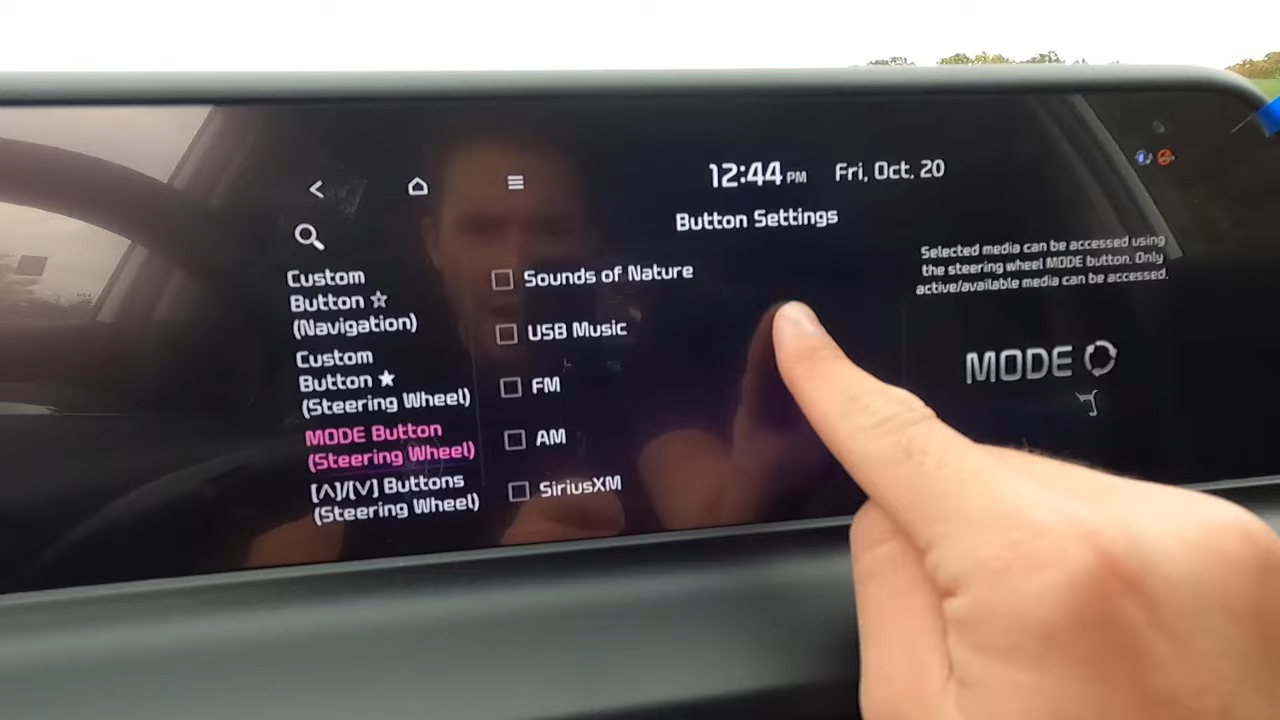 12:44 PM Fri, Oct. 20
Button Settings
Custom
Button ☆
(Navigation)
Custom
Button ★
(Steering Wheel)
MODE Button
(Steering Wheel)
[∧]/[∨] Buttons
(Steering Wheel)
Sounds of Nature
USB Music
FM
AM
SiriusXM
Selected media can be accessed using
the steering wheel MODE button. Only
active/available media can be accessed.
MODE